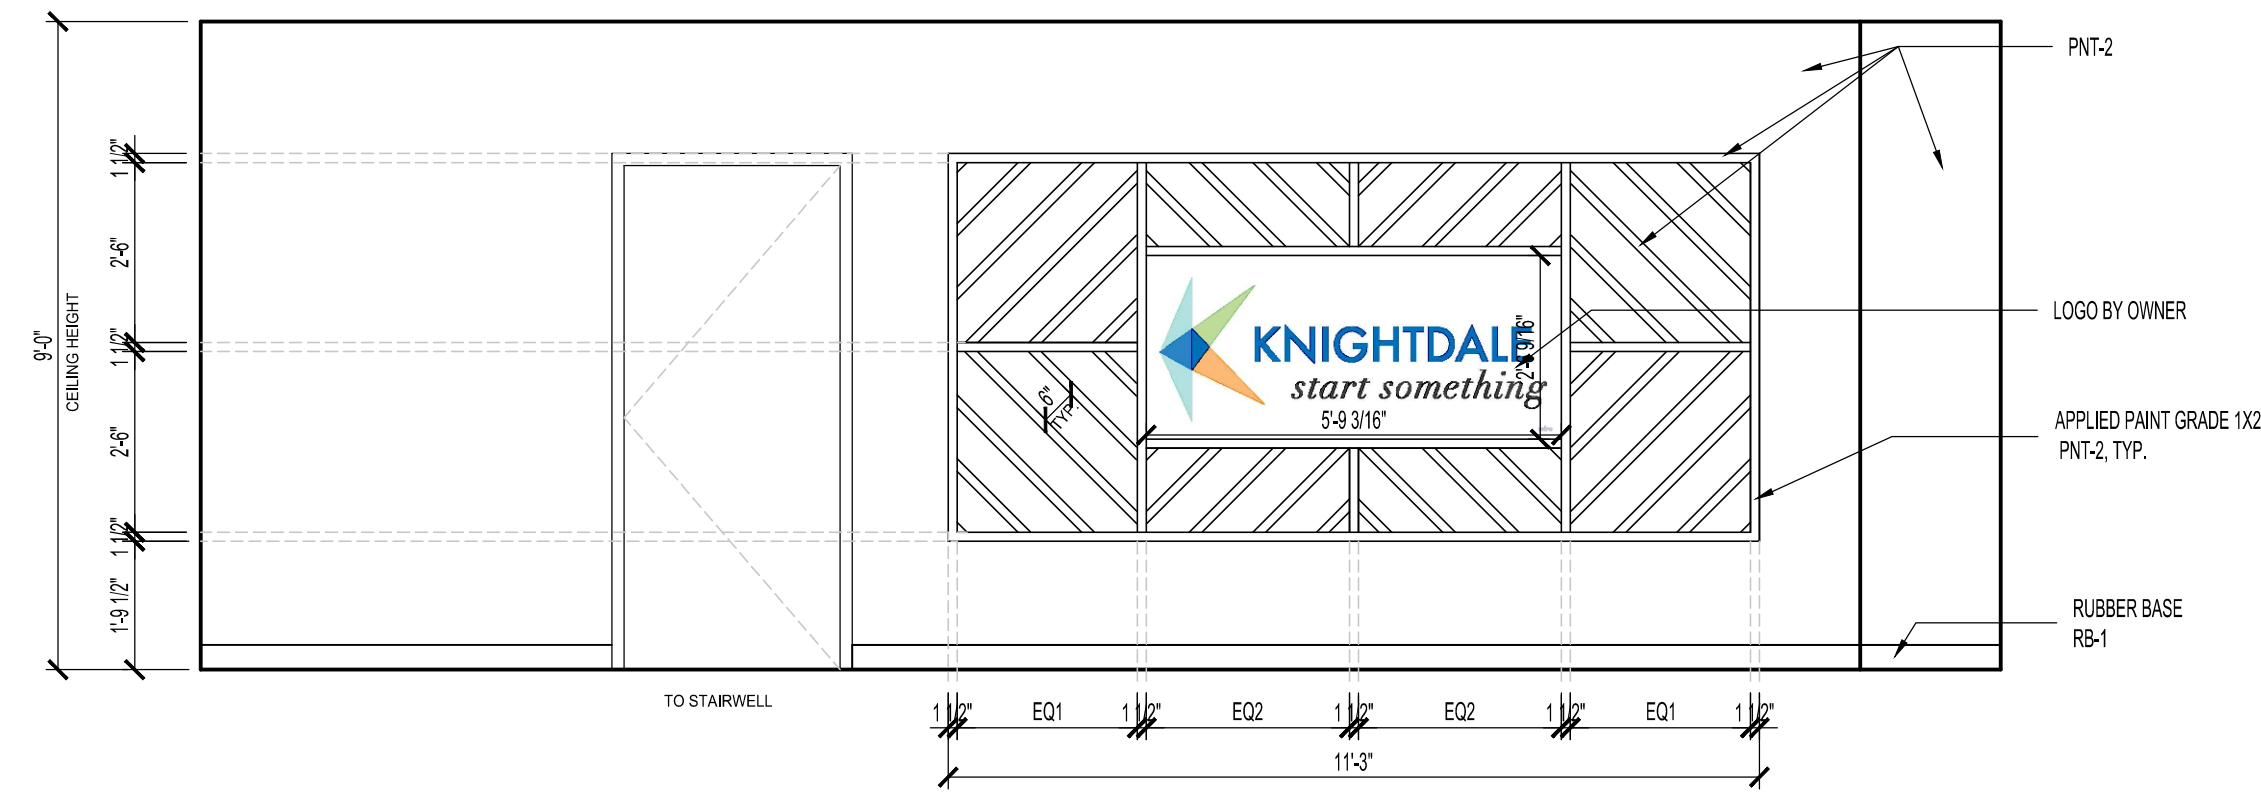 PNT-2
1 1/2"
2'-6"
9'-0"
CEILING HEIGHT
1 1/2"
2'-6"
1 1/2"
1'-9 1/2"
KNIGHTDALE
start something
5'-9 3/16"
6"
TYP.
LOGO BY OWNER
APPLIED PAINT GRADE 1X2
PNT-2, TYP.
RUBBER BASE
RB-1
TO STAIRWELL
1 1/2"
EQ1
1 1/2"
EQ2
1 1/2"
EQ2
1 1/2"
EQ1
1 1/2"
11'-3"